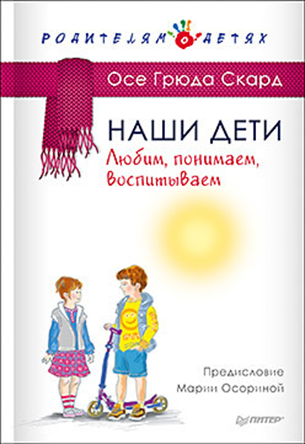 РОДИТЕЛЯМ О ДЕТЯХ
Осе Грюда Скард
НАШИ ДЕТИ
Любим, понимаем,
воспитываем
Предисловие
Марии Осориной
ПИТЕР